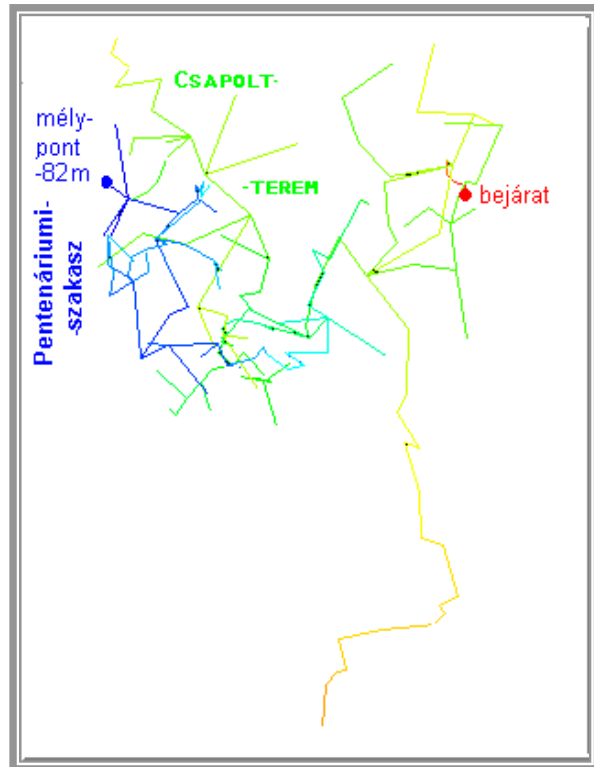 CSAPOLT-
-TEREM
mély-
pont
-82m
bejárat
Pentenáriumi-
-szakasz